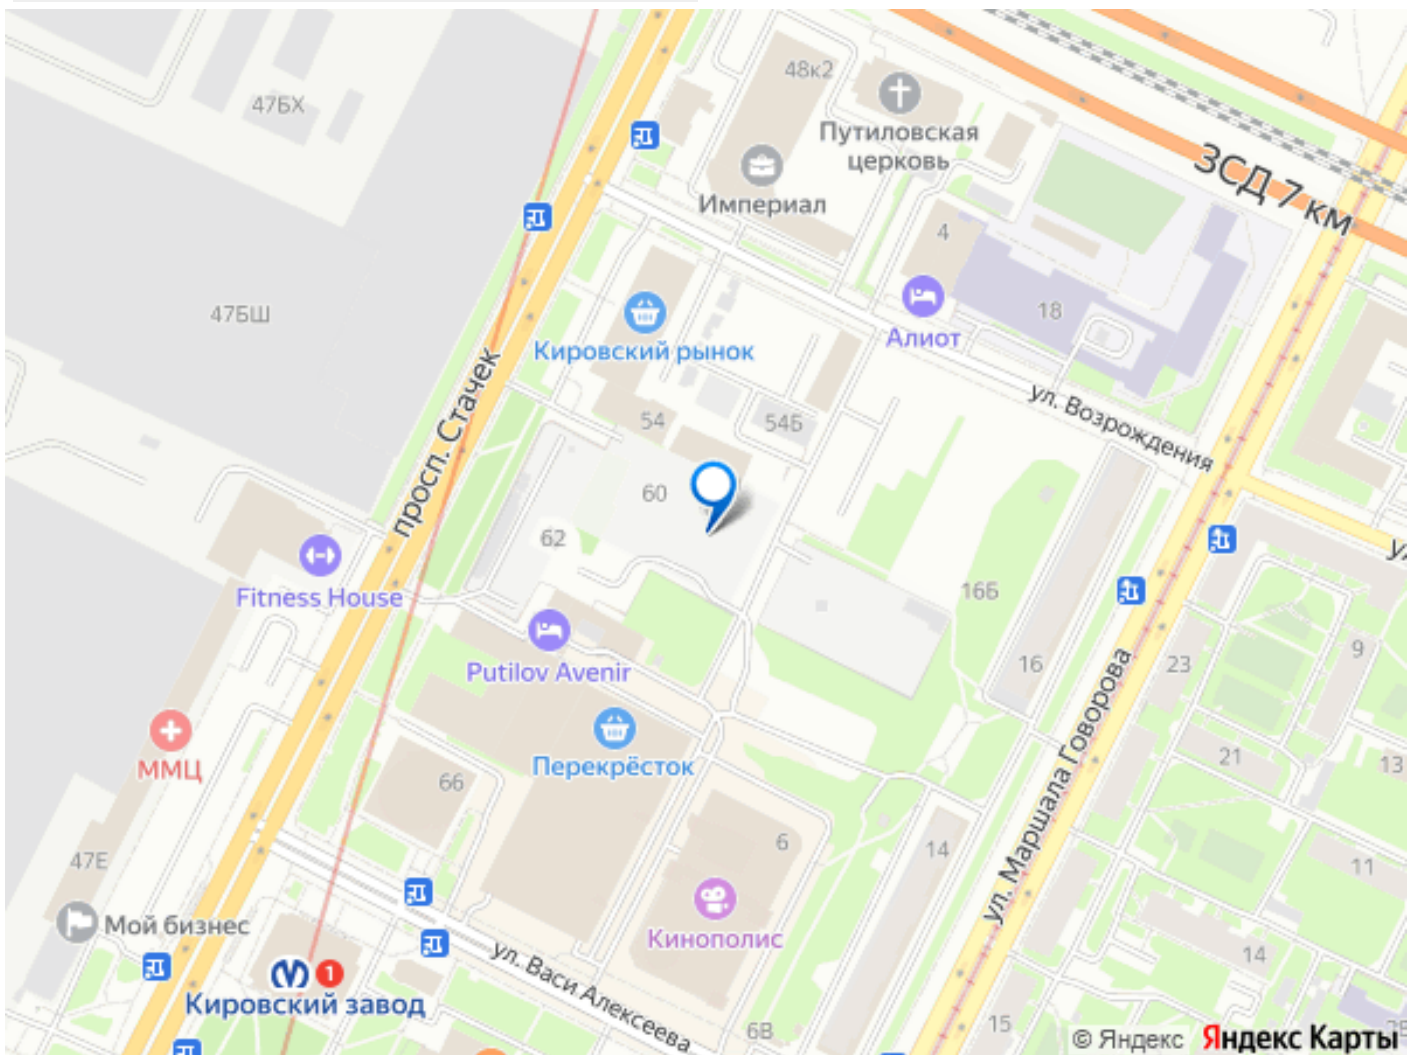 48к2
47БХ
Путиловская
церковь
ЗСД 7 км
Империал
4
47БШ
18
Алиот
Кировский рынок
просп. Стачек
ул. Возрождения
54
54Б
60
62
Fitness House
16Б
Putilov Avenir
16
23
9
ул. Маршала Говорова
21
13
Перекрёсток
ММЦ
66
6
14
47Е
11
Мой бизнес
Кинополис
14
ул. Васи Алексеева
1
Кировский завод
6В
15
© Яндекс Яндекс Карты